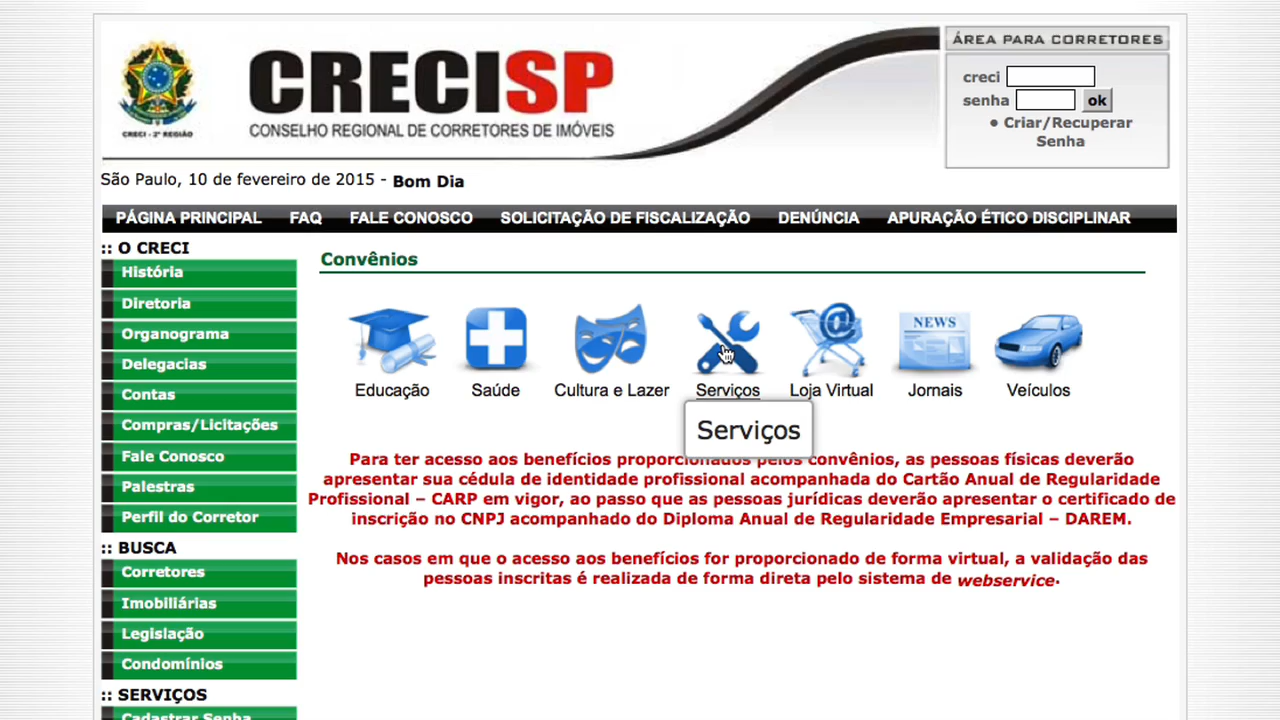 CRECI - 2ª REGIÃO
CRECISP
CONSELHO REGIONAL DE CORRETORES DE IMÓVEIS
ÁREA PARA CORRETORES
creci
senha ok
• Criar/Recuperar
Senha
São Paulo, 10 de fevereiro de 2015 - Bom Dia
PÁGINA PRINCIPAL FAQ FALE CONOSCO SOLICITAÇÃO DE FISCALIZAÇÃO DENÚNCIA APURAÇÃO ÉTICO DISCIPLINAR
:: O CRECI
História
Diretoria
Organograma
Delegacias
Contas
Compras/Licitações
Fale Conosco
Palestras
Perfil do Corretor
:: BUSCA
Corretores
Imobiliárias
Legislação
Condomínios
:: SERVIÇOS
Cadastrar Senha
Convênios
NEWS
Educação Saúde Cultura e Lazer Serviços Loja Virtual Jornais Veículos
Serviços
Para ter acesso aos benefícios proporcionados pelos convênios, as pessoas físicas deverão
apresentar sua cédula de identidade profissional acompanhada do Cartão Anual de Regularidade
Profissional – CARP em vigor, ao passo que as pessoas jurídicas deverão apresentar o certificado de
inscrição no CNPJ acompanhado do Diploma Anual de Regularidade Empresarial – DAREM.
Nos casos em que o acesso aos benefícios for proporcionado de forma virtual, a validação das
pessoas inscritas é realizada de forma direta pelo sistema de webservice.